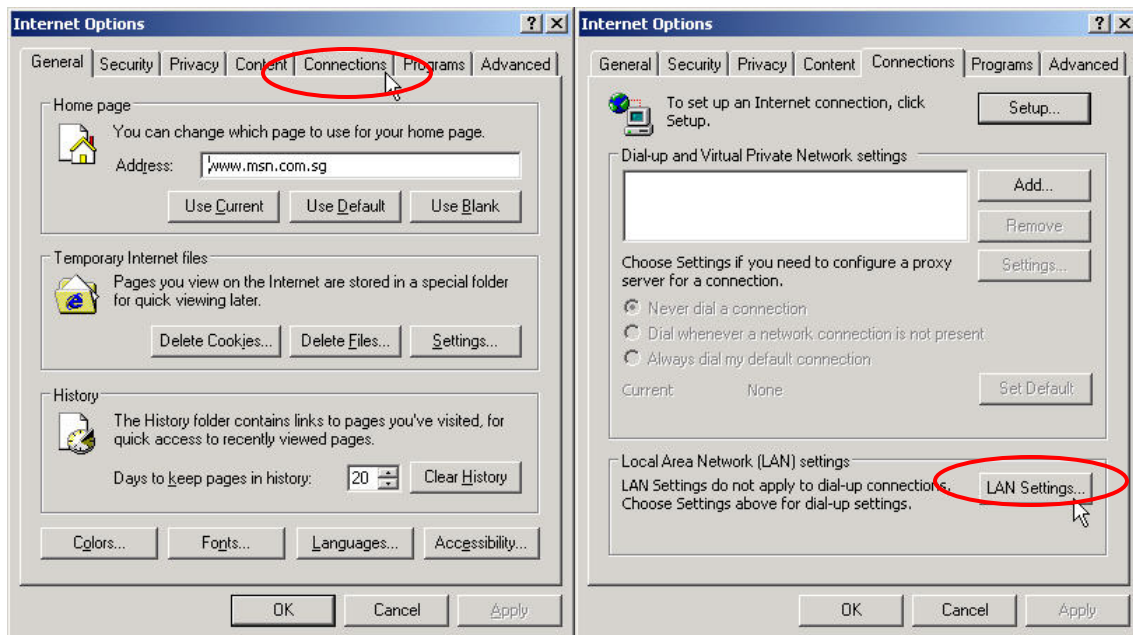 Internet Options
General Security Privacy Content Connections Programs Advanced
Home page
You can change which page to use for your home page.
Address: www.msn.com.sg
Use Current Use Default Use Blank
Temporary Internet files
Pages you view on the Internet are stored in a special folder
for quick viewing later.
Delete Cookies... Delete Files... Settings...
History
The History folder contains links to pages you've visited, for
quick access to recently viewed pages.
Days to keep pages in history: 20 Clear History
Colors... Fonts... Languages... Accessibility...
OK Cancel Apply
Internet Options
General Security Privacy Content Connections Programs Advanced
To set up an Internet connection, click
Setup.
Setup...
Dial-up and Virtual Private Network settings
Add...
Remove
Choose Settings if you need to configure a proxy
server for a connection.
Settings...
Never dial a connection
Dial whenever a network connection is not present
Always dial my default connection
Current None Set Default
Local Area Network (LAN) settings
LAN Settings do not apply to dial-up connections.
Choose Settings above for dial-up settings.
LAN Settings...
OK Cancel Apply